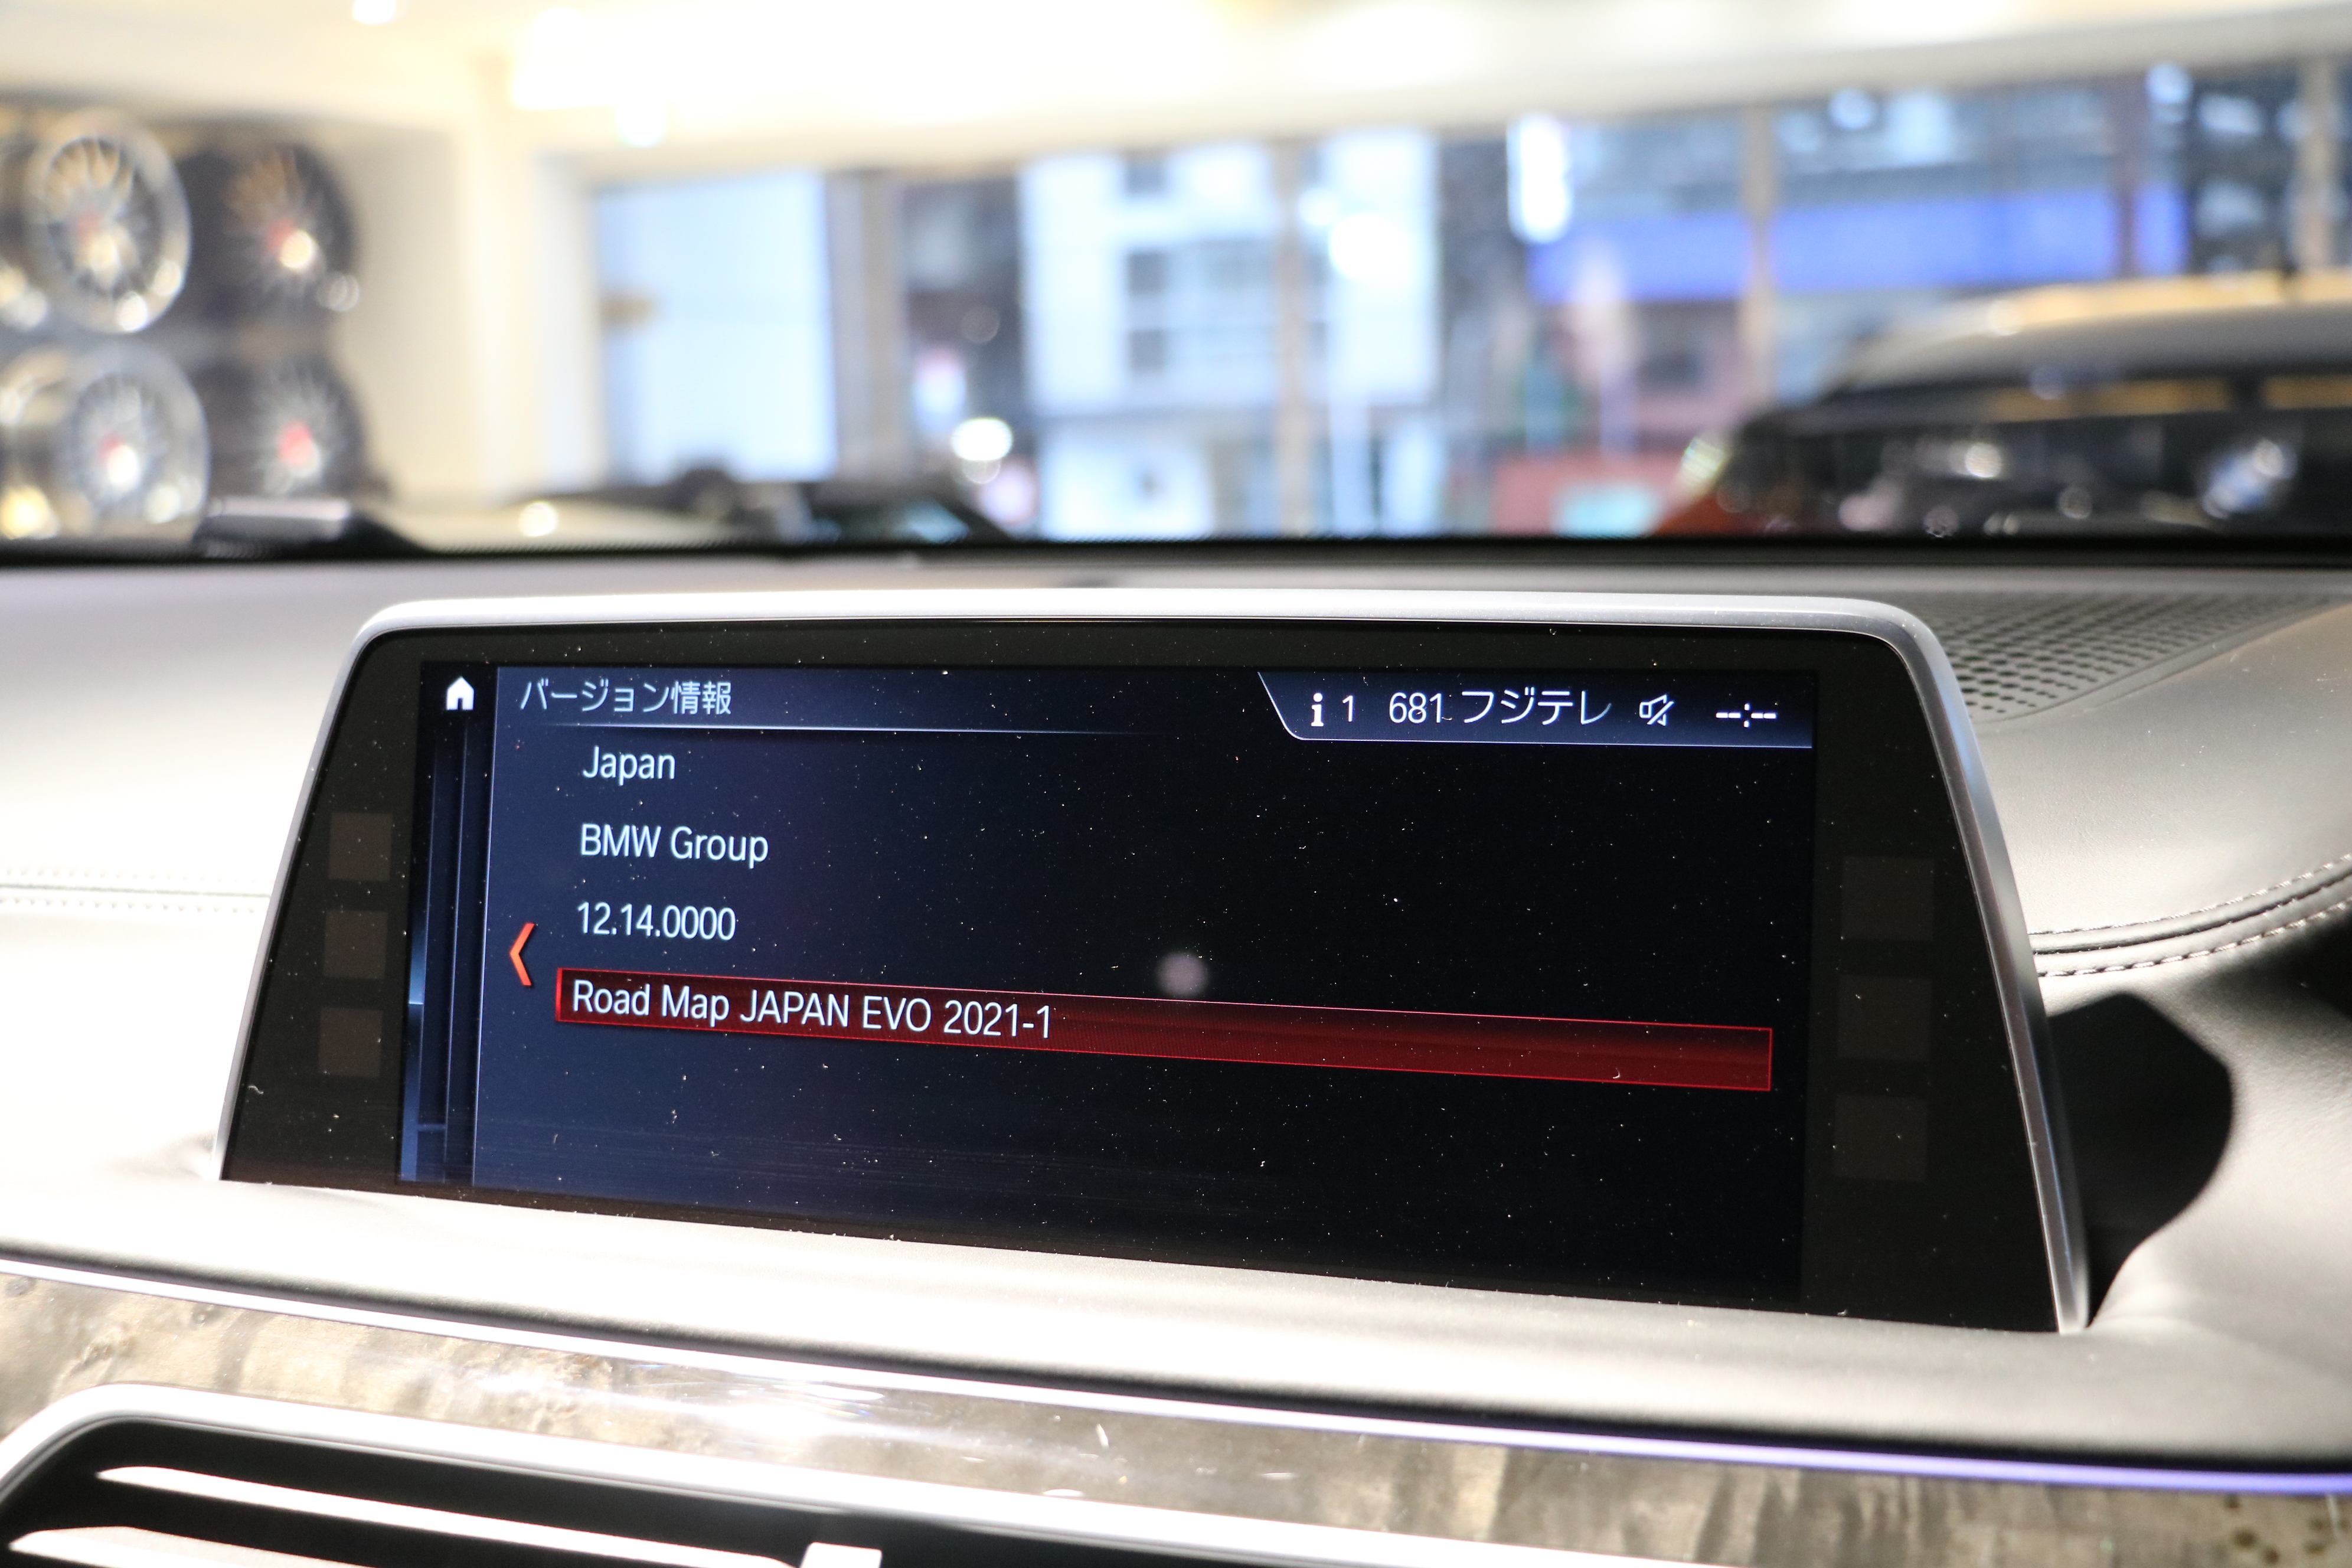 バージョン情報
1 681 フジテレ --:--
Japan
BMW Group
12.14.0000
Road Map JAPAN EVO 2021-1